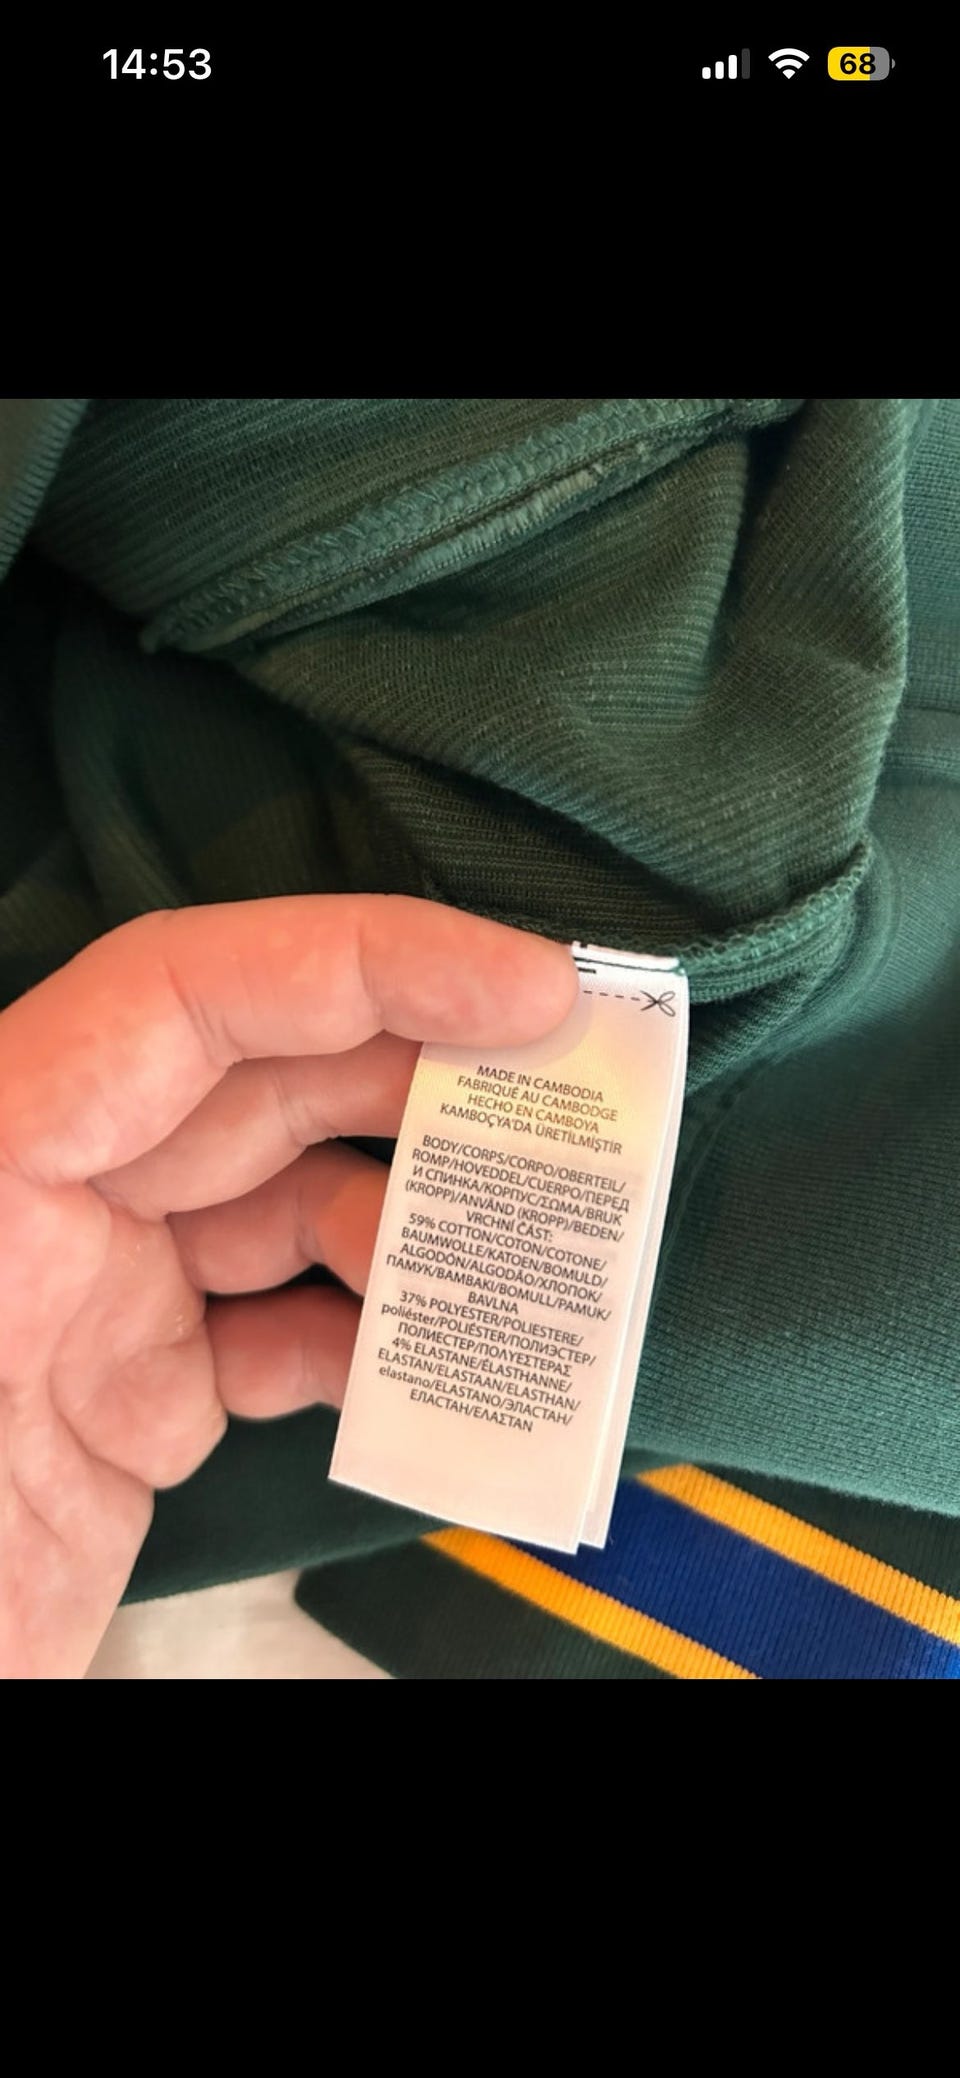 14:53
68
MADE IN CAMBODIA
FABRIQUÉ AU CAMBODGE
HECHO EN CAMBOYA
KAMBOÇYA'DA ÜRETİLMİŞTİR
BODY/CORPS/CORPO/OBERTEIL/
ROMP/HOVEDDEL/CUERPO/ПЕРЕД
И СПИНКА/КОРПУС/ΣΩΜΑ/BRUK
(KROPP)/ANVÄND (KROPP)/BEDEN/
VRCHNÍ ČÁST:
59% COTTON/COTON/COTONE/
BAUMWOLLE/KATOEN/BOMULD/
ALGODÓN/ALGODÃO/ХЛОПОК/
ПАМУК/ΒΑΜΒΑΚΙ/BOMULL/PAMUK/
BAVLNA
37% POLYESTER/POLIESTERE/
poliéster/POLIÉSTER/ПОЛИЭСТЕР/
ПОЛИЕСТЕР/ΠΟΛΥΕΣΤΕΡΑΣ
4% ELASTANE/ÉLASTHANNE/
ELASTAN/ELASTAAN/ELASTHAN/
elastano/ELASTANO/ЭЛАСТАН/
ЕЛАСТАН/ΕΛΑΣΤΑΝ